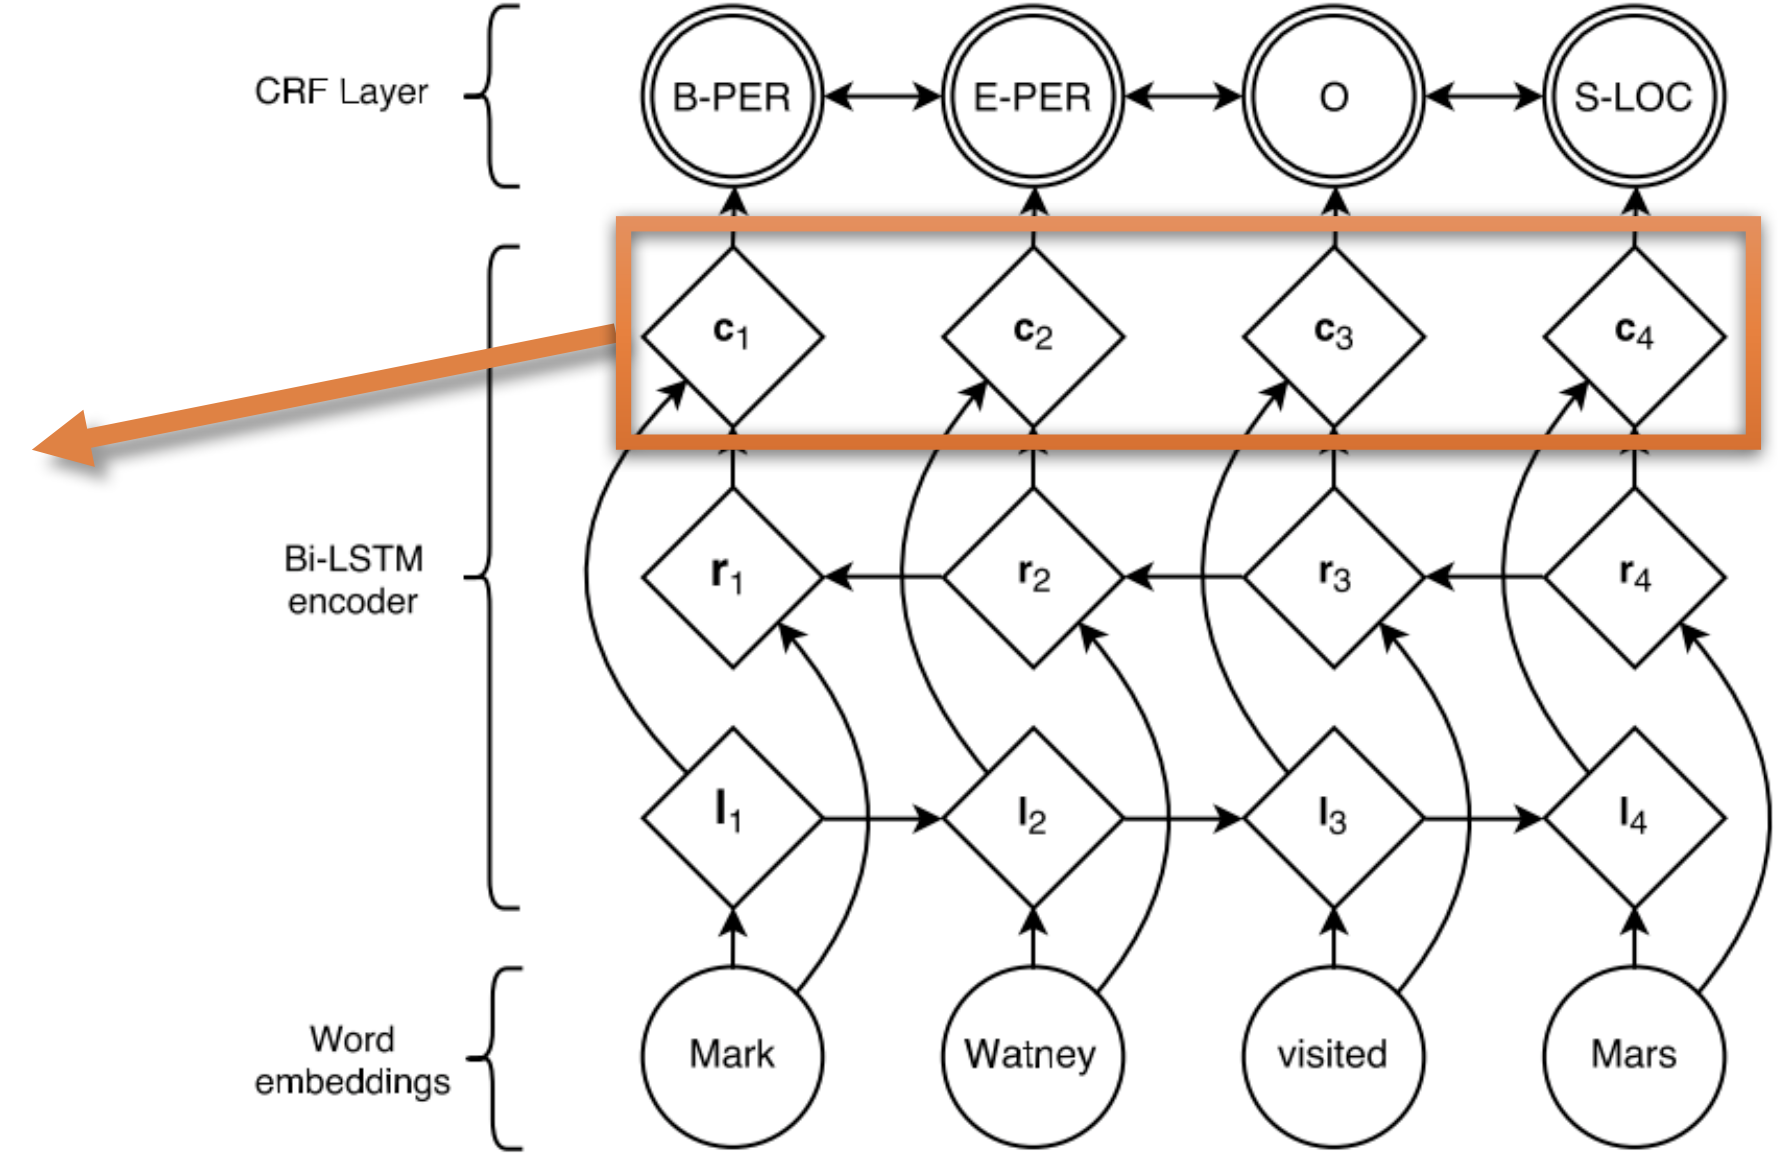 CRF Layer
B-PER E-PER O S-LOC
c1 c2 c3 c4
Bi-LSTM
encoder
r1 r2 r3 r4
l1 l2 l3 l4
Word
embeddings
Mark Watney visited Mars